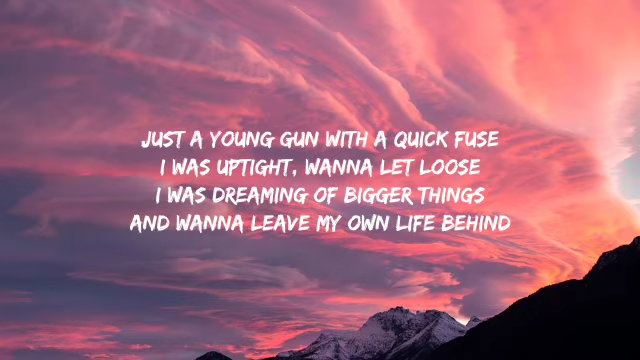 JUST A YOUNG GUN WITH A QUICK FUSE
I WAS UPTIGHT, WANNA LET LOOSE
I WAS DREAMING OF BIGGER THINGS
AND WANNA LEAVE MY OWN LIFE BEHIND